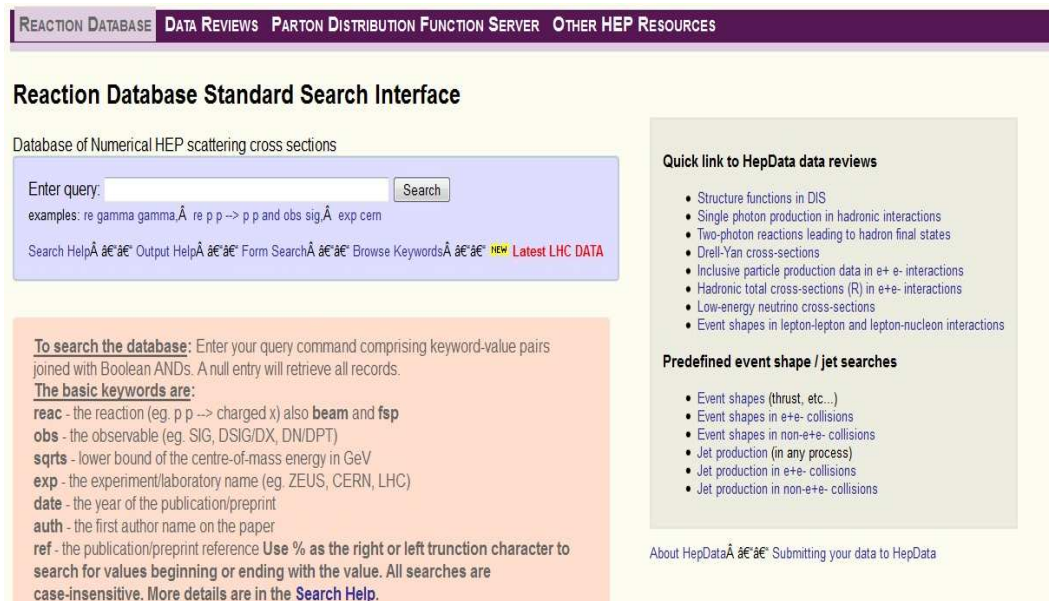 REACTION DATABASE DATA REVIEWS PARTON DISTRIBUTION FUNCTION SERVER OTHER HEP RESOURCES
Reaction Database Standard Search Interface
Database of Numerical HEP scattering cross sections
Enter query: Search
examples: re gamma gamma,Â re p p --> p p and obs sig,Â exp cern
Search HelpÂ â€“â€“ Output HelpÂ â€“â€“ Form SearchÂ â€“â€“ Browse KeywordsÂ â€“â€“ NEW Latest LHC DATA
To search the database: Enter your query command comprising keyword-value pairs
joined with Boolean ANDs. A null entry will retrieve all records.
The basic keywords are:
reac - the reaction (eg. p p --> charged x) also beam and fsp
obs - the observable (eg. SIG, DSIG/DX, DN/DPT)
sqrts - lower bound of the centre-of-mass energy in GeV
exp - the experiment/laboratory name (eg. ZEUS, CERN, LHC)
date - the year of the publication/preprint
auth - the first author name on the paper
ref - the publication/preprint reference Use % as the right or left trunction character to
search for values beginning or ending with the value. All searches are
case-insensitive. More details are in the Search Help.
Quick link to HepData data reviews
Structure functions in DIS
Single photon production in hadronic interactions
Two-photon reactions leading to hadron final states
Drell-Yan cross-sections
Inclusive particle production data in e+ e- interactions
Hadronic total cross-sections (R) in e+e- interactions
Low-energy neutrino cross-sections
Event shapes in lepton-lepton and lepton-nucleon interactions
Predefined event shape / jet searches
Event shapes (thrust, etc...)
Event shapes in e+e- collisions
Event shapes in non-e+e- collisions
Jet production (in any process)
Jet production in e+e- collisions
Jet production in non-e+e- collisions
About HepDataÂ â€“â€“ Submitting your data to HepData